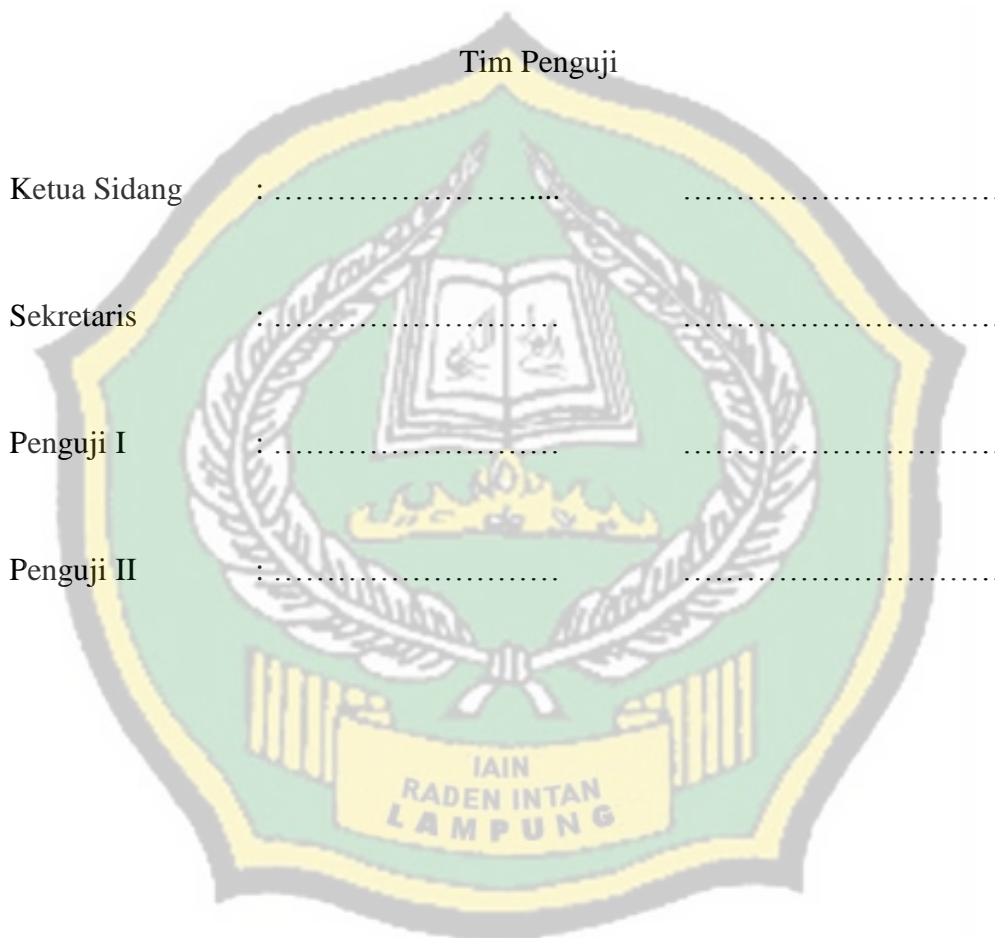 Tim Penguji
Ketua Sidang : ……………………….... …………………………
Sekretaris : ……………………… …………………………
Penguji I : ……………………… …………………………
Penguji II : ……………………… …………………………
IAIN
RADEN INTAN
LAMPUNG